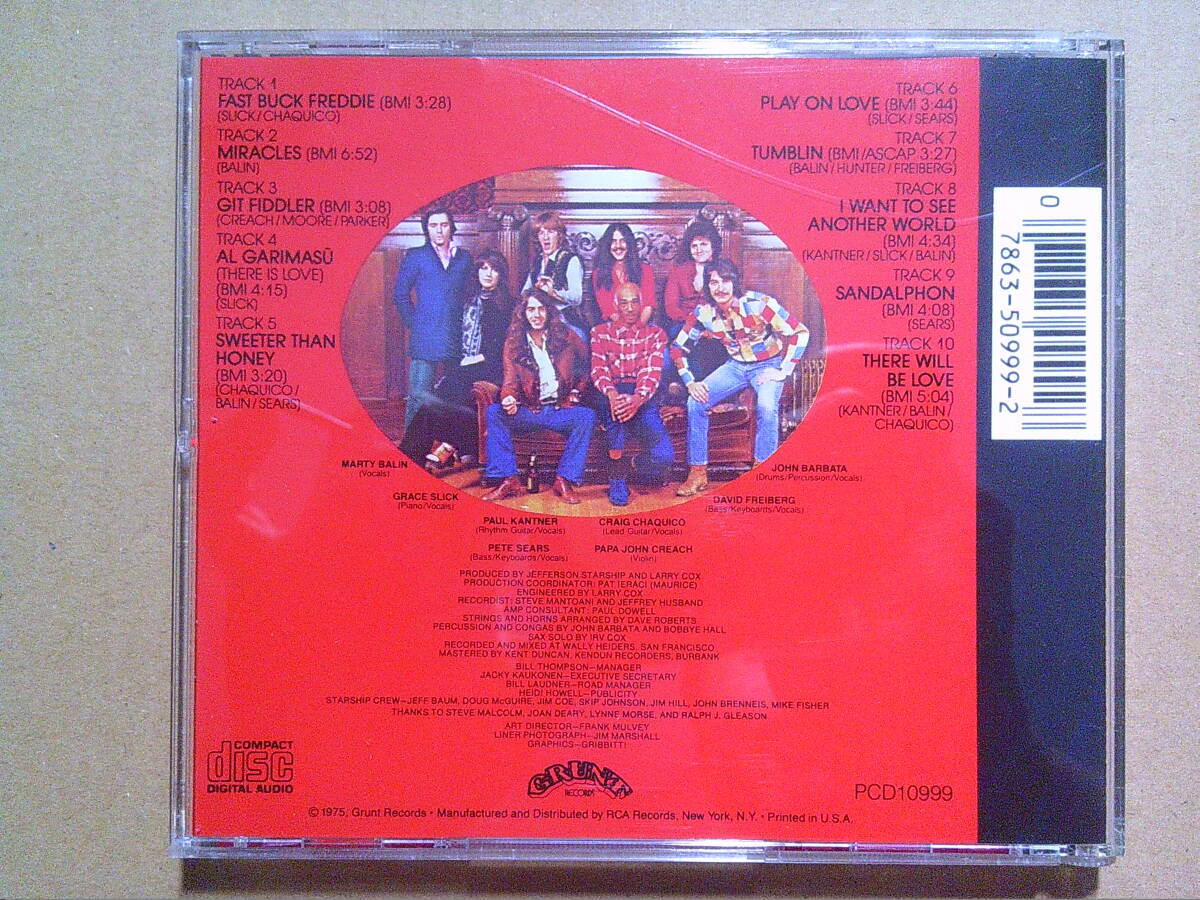 TRACK 1
FAST BUCK FREDDIE (BMI 3:28)
(SLICK/CHAQUICO)
TRACK 2
MIRACLES (BMI 6:52)
(BALIN)
TRACK 3
GIT FIDDLER (BMI 3:08)
(CREACH/MOORE/PARKER)
TRACK 4
AL GARIMASŪ
(THERE IS LOVE)
(BMI 4:15)
(SLICK)
TRACK 5
SWEETER THAN
HONEY
(BMI 3:20)
(CHAQUICO/
BALIN/SEARS)
TRACK 6
PLAY ON LOVE (BMI 3:44)
(SLICK/SEARS)
TRACK 7
TUMBLIN (BMI/ASCAP 3:27)
(BALIN/HUNTER/FREIBERG)
TRACK 8
I WANT TO SEE
ANOTHER WORLD
(BMI 4:34)
(KANTNER/SLICK/BALIN)
TRACK 9
SANDALPHON
(BMI 4:08)
(SEARS)
TRACK 10
THERE WILL
BE LOVE
(BMI 5:04)
(KANTNER/BALIN/
CHAQUICO)
0 7863-50999-2
MARTY BALIN
(Vocals)
GRACE SLICK
(Piano/Vocals)
PAUL KANTNER
(Rhythm Guitar/Vocals)
PETE SEARS
(Bass/Keyboards/Vocals)
CRAIG CHAQUICO
(Lead Guitar/Vocals)
PAPA JOHN CREACH
(Violin)
DAVID FREIBERG
(Bass/Keyboards/Vocals)
JOHN BARBATA
(Drums/Percussion/Vocals)
PRODUCED BY JEFFERSON STARSHIP AND LARRY COX
PRODUCTION COORDINATOR: PAT IERACI (MAURICE)
ENGINEERED BY LARRY COX
RECORDIST: STEVE MANTOANI AND JEFFREY HUSBAND
AMP CONSULTANT: PAUL DOWELL
STRINGS AND HORNS ARRANGED BY DAVE ROBERTS
PERCUSSION AND CONGAS BY JOHN BARBATA AND BOBBYE HALL
SAX SOLO BY IRV COX
RECORDED AND MIXED AT WALLY HEIDERS, SAN FRANCISCO
MASTERED BY KENT DUNCAN, KENDUN RECORDERS, BURBANK
BILL THOMPSON—MANAGER
JACKY KAUKONEN—EXECUTIVE SECRETARY
BILL LAUDNER—ROAD MANAGER
HEIDI HOWELL—PUBLICITY
STARSHIP CREW—JEFF BAUM, DOUG McGUIRE, JIM COE, SKIP JOHNSON, JIM HILL, JOHN BRENNEIS, MIKE FISHER
THANKS TO STEVE MALCOLM, JOAN DEARY, LYNNE MORSE, AND RALPH J. GLEASON
ART DIRECTOR—FRANK MULVEY
LINER PHOTOGRAPH—JIM MARSHALL
GRAPHICS—GRIBBITT!
COMPACT
disc
DIGITAL AUDIO
GRUNT
RECORDS
PCD10999
© 1975, Grunt Records • Manufactured and Distributed by RCA Records, New York, N.Y. • Printed in U.S.A.